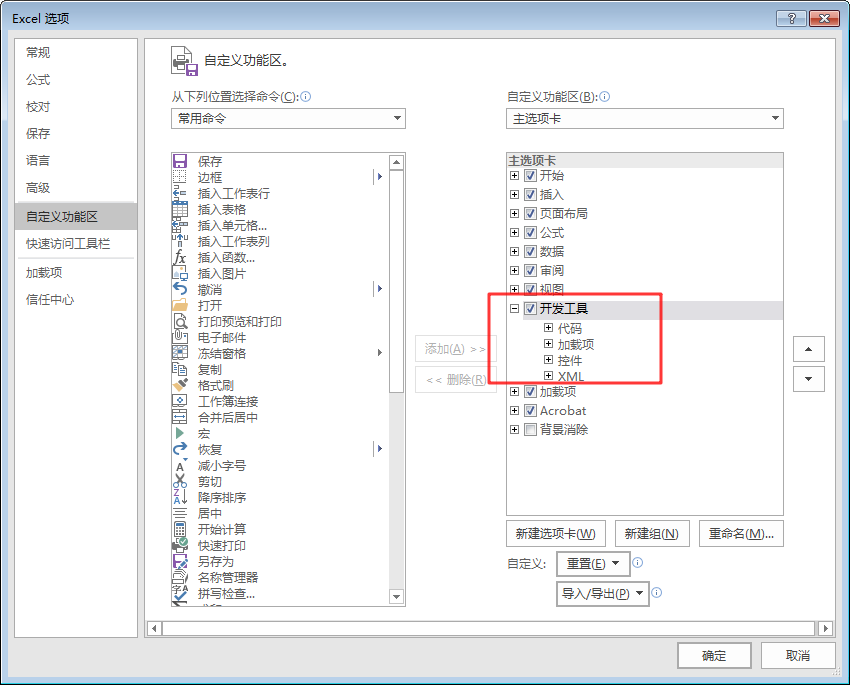 Excel 选项
常规
公式
校对
保存
语言
高级
自定义功能区
快速访问工具栏
加载项
信任中心
自定义功能区。
从下列位置选择命令(C):
常用命令
保存
边框
插入工作表行
插入表格
插入单元格...
插入工作表列
插入函数...
插入图片
撤消
打开
打印预览和打印
电子邮件
冻结窗格
复制
格式刷
工作簿连接
合并后居中
宏
恢复
减小字号
剪切
降序排序
居中
开始计算
快速打印
另存为
名称管理器
拼写检查...
添加(A) >>
<< 删除(R)
自定义功能区(B):
主选项卡
主选项卡
开始
插入
页面布局
公式
数据
审阅
视图
开发工具
代码
加载项
控件
XML
加载项
Acrobat
背景消除
新建选项卡(W)
新建组(N)
重命名(M)...
自定义:
重置(E)
导入/导出(P)
确定
取消